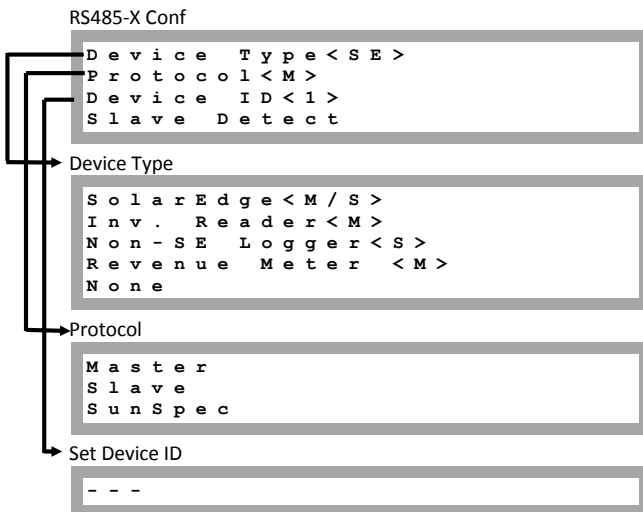 RS485-X Conf
Device Type<SE>
Protocol<M>
Device ID<1>
Slave Detect
Device Type
SolarEdge<M/S>
Inv. Reader<M>
Non-SE Logger<S>
Revenue Meter <M>
None
Protocol
Master
Slave
SunSpec
Set Device ID
---